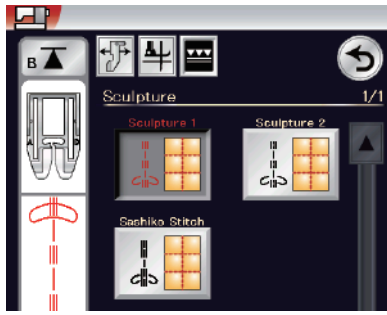 B
Sculpture 1/1
Sculpture 1 Sculpture 2
A D
Sashiko Stitch